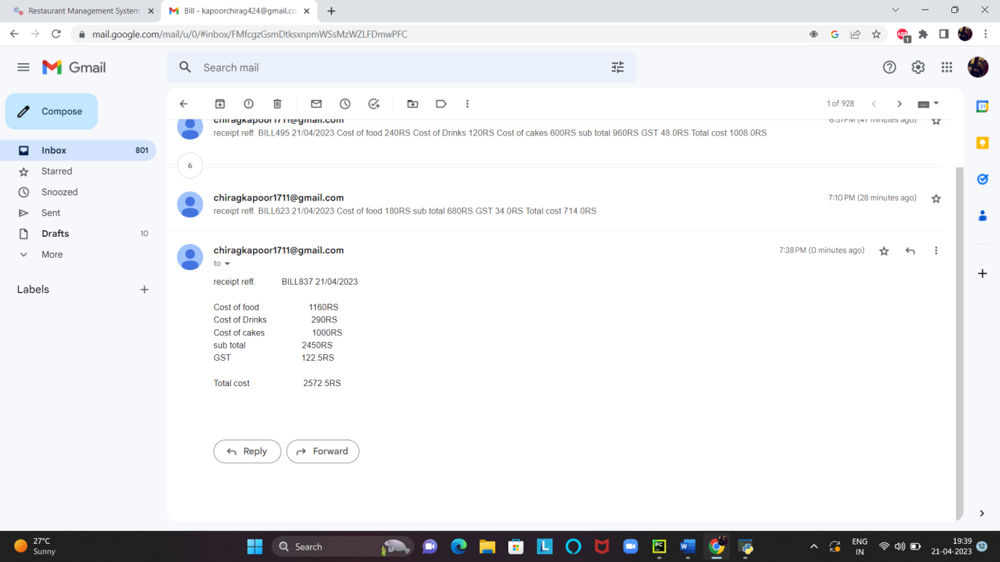 Restaurant Management System
Bill - kapoorchirag424@gmail.co
mail.google.com/mail/u/0/#inbox/FMfcgzGsmDtksxnpmWSsMzWZLFDmwPFC
ABP
1
Gmail
Search mail
Compose
1 of 928
31
chiragkapoor1711@gmail.com
6:51 PM (47 minutes ago)
receipt reff. BILL495 21/04/2023 Cost of food 240RS Cost of Drinks 120RS Cost of cakes 600RS sub total 960RS GST 48.0RS Total cost 1008.0RS
Inbox 801
Starred
6
Snoozed
Sent
Drafts 10
More
Labels
chiragkapoor1711@gmail.com
7:10 PM (28 minutes ago)
receipt reff. BILL623 21/04/2023 Cost of food 180RS sub total 680RS GST 34.0RS Total cost 714.0RS
chiragkapoor1711@gmail.com
7:38 PM (0 minutes ago)
to
receipt reff. BILL837 21/04/2023
Cost of food 1160RS
Cost of Drinks 290RS
Cost of cakes 1000RS
sub total 2450RS
GST 122.5RS
Total cost 2572.5RS
Reply
Forward
27°C
Sunny
Search
L
PC
W
ENG
IN
19:39
21-04-2023
12